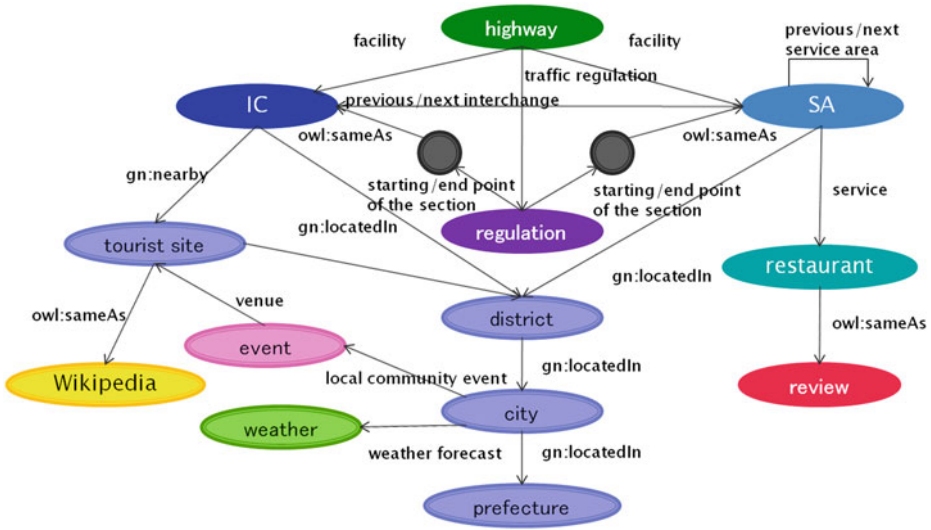 highway
previous/next
service area
facility
facility
traffic regulation
IC
previous/next interchange
SA
owl:sameAs
owl:sameAs
gn:nearby
starting/end point
of the section
starting/end point
of the section
service
gn:locatedIn
regulation
tourist site
restaurant
gn:locatedIn
venue
owl:sameAs
district
owl:sameAs
event
gn:locatedIn
Wikipedia
local community event
review
city
weather
weather forecast
gn:locatedIn
prefecture